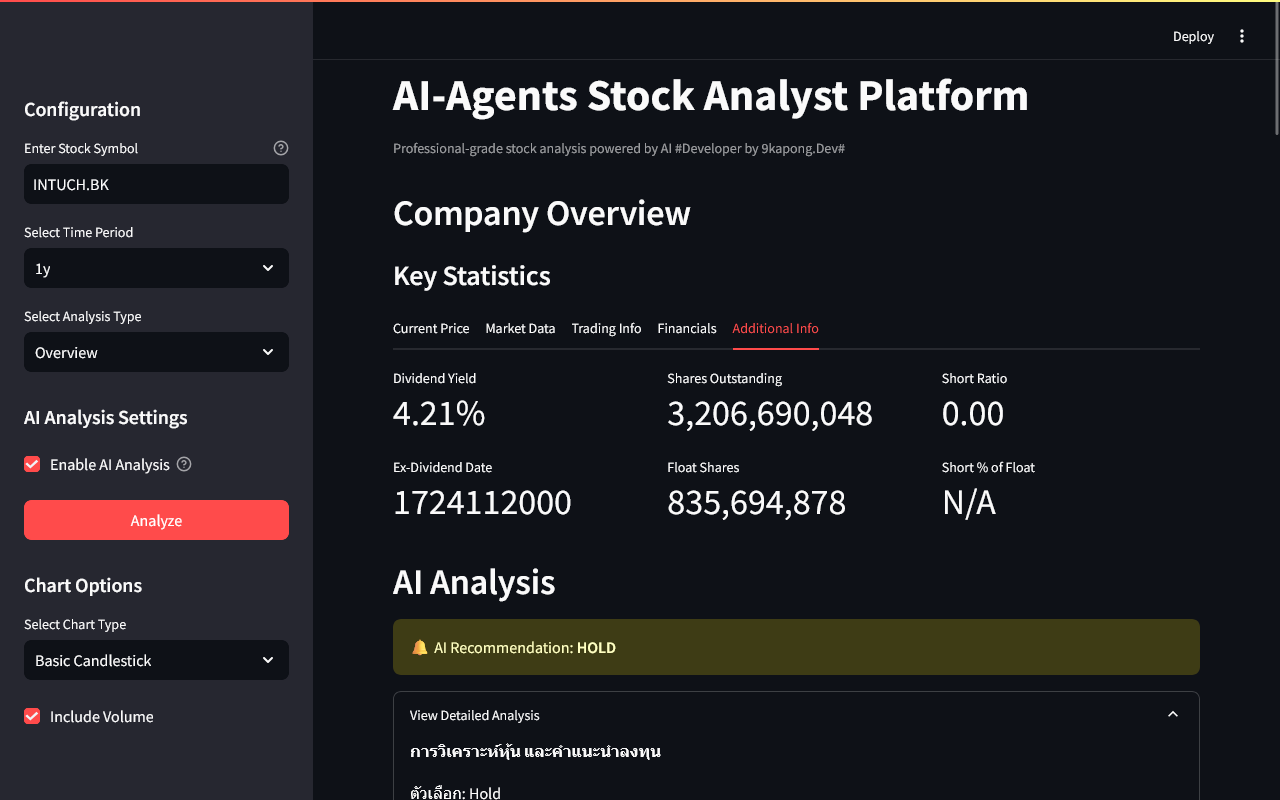 Deploy
Configuration
Enter Stock Symbol
INTUCH.BK
Select Time Period
1y
Select Analysis Type
Overview
AI Analysis Settings
Enable AI Analysis
Analyze
Chart Options
Select Chart Type
Basic Candlestick
Include Volume
AI-Agents Stock Analyst Platform
Professional-grade stock analysis powered by AI #Developer by 9kapong.Dev#
Company Overview
Key Statistics
Current Price Market Data Trading Info Financials Additional Info
Dividend Yield Shares Outstanding Short Ratio
4.21% 3,206,690,048 0.00
Ex-Dividend Date Float Shares Short % of Float
1724112000 835,694,878 N/A
AI Analysis
AI Recommendation: HOLD
View Detailed Analysis
การวิเคราะห์หุ้น และคำแนะนำลงทุน
ตัวเลือก: Hold